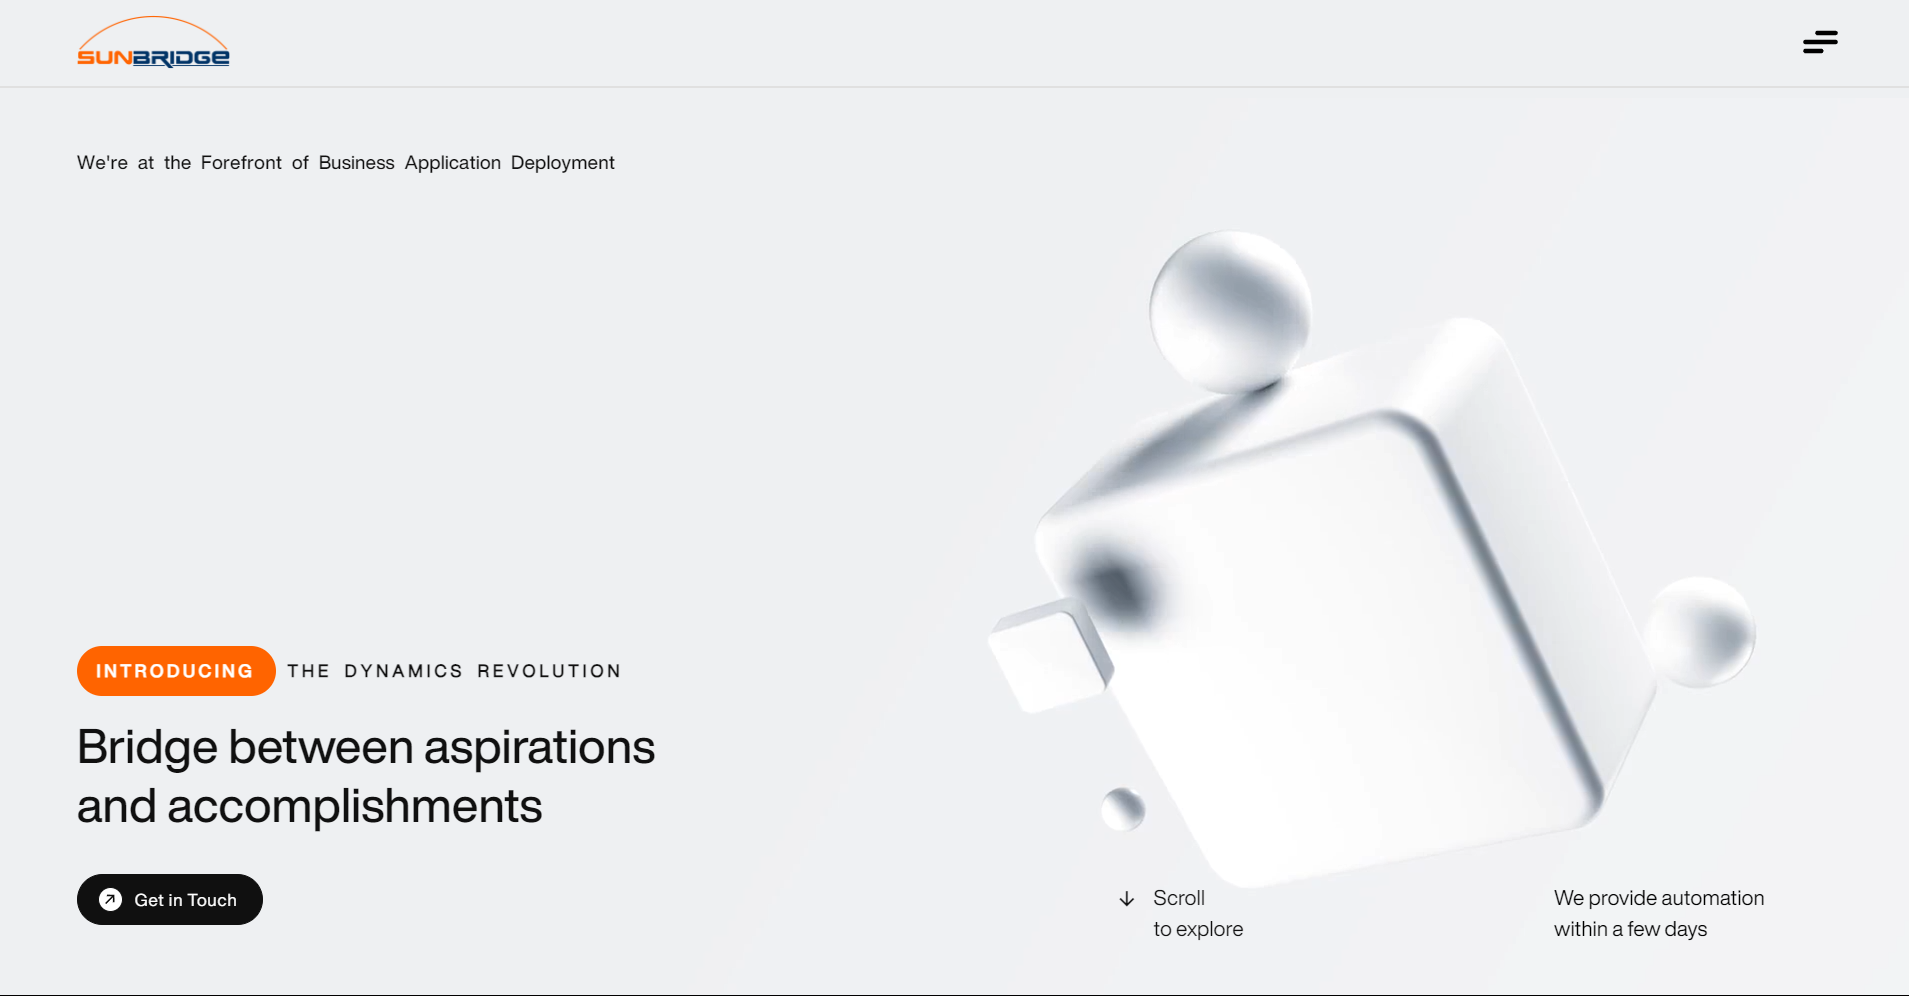 SUNBRIDGE
We're at the Forefront of Business Application Deployment
INTRODUCING THE DYNAMICS REVOLUTION
Bridge between aspirations
and accomplishments
Get in Touch
Scroll
to explore
We provide automation
within a few days